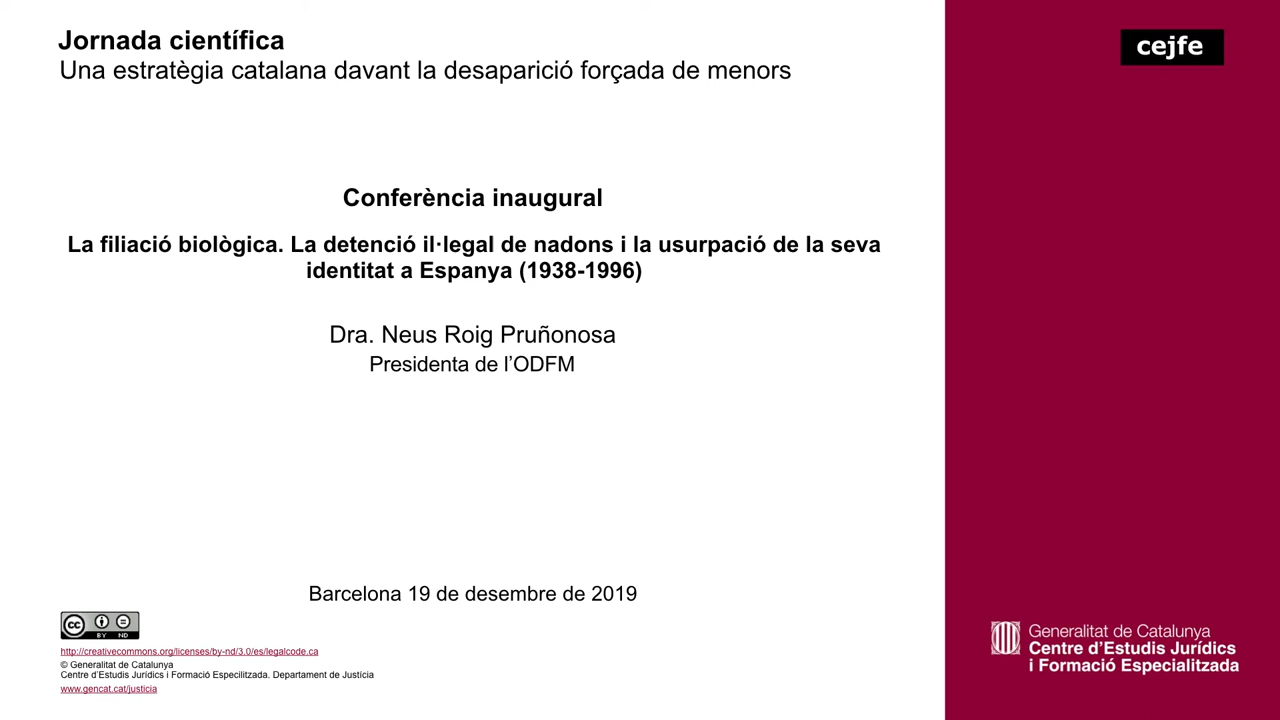 Jornada científica
Una estratègia catalana davant la desaparició forçada de menors
cejfe
Conferència inaugural
La filiació biològica. La detenció il·legal de nadons i la usurpació de la seva
identitat a Espanya (1938-1996)
Dra. Neus Roig Pruñonosa
Presidenta de l’ODFM
Barcelona 19 de desembre de 2019
cc BY ND
http://creativecommons.org/licenses/by-nd/3.0/es/legalcode.ca
© Generalitat de Catalunya
Centre d’Estudis Jurídics i Formació Especilitzada. Departament de Justícia
www.gencat.cat/justicia
Generalitat de Catalunya
Centre d’Estudis Jurídics
i Formació Especialitzada